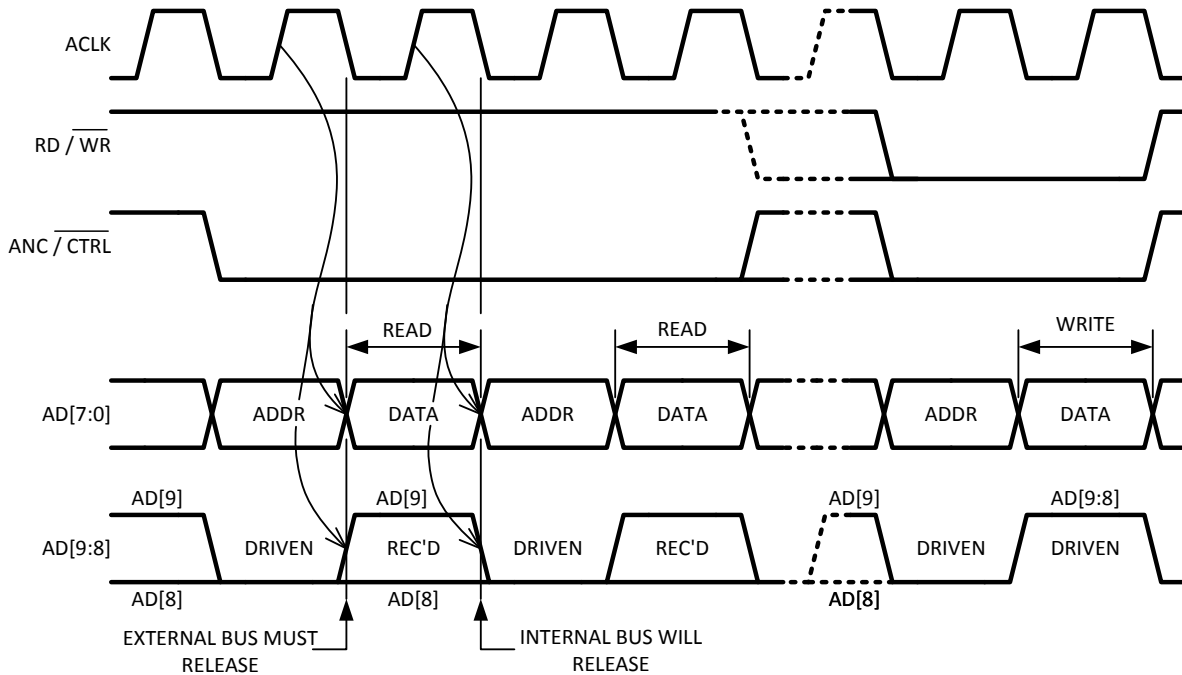 ACLK
RD / WR
ANC / CTRL
READ
READ
WRITE
AD[7:0]
ADDR
DATA
ADDR
DATA
ADDR
DATA
AD[9]
AD[9]
AD[9]
AD[9:8]
AD[9:8]
DRIVEN
REC'D
DRIVEN
REC'D
DRIVEN
DRIVEN
AD[8]
AD[8]
AD[8]
EXTERNAL BUS MUST
RELEASE
INTERNAL BUS WILL
RELEASE